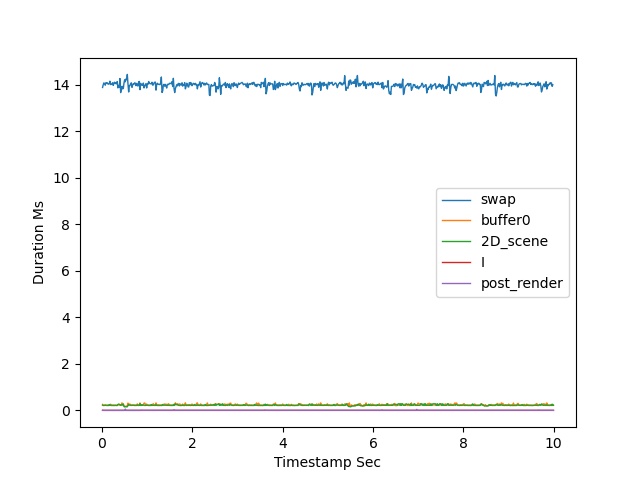 14
12
10
8
6
4
2
0
Duration Ms
swap
buffer0
2D_scene
I
post_render
0 2 4 6 8 10
Timestamp Sec